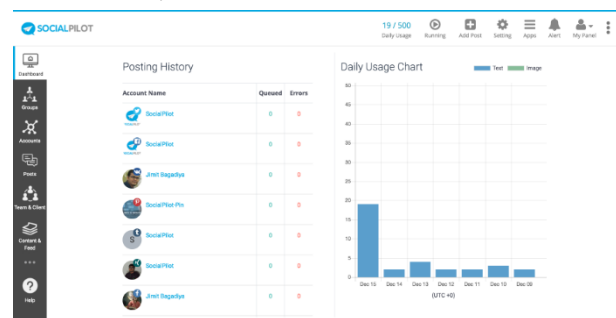 SOCIALPILOT
19 / 500
Daily Usage
Running
Add Post
Setting
Apps
Alert
My Panel
Dashboard
Groups
Accounts
Posts
Team & Client
Content &
Feed
Help
Posting History
Account Name Queued Errors
SocialPilot 0 0
SocialPilot 0 0
Jimit Bagadiya 0 0
SocialPilot Pin 0 0
S SocialPilot 0 0
SocialPilot 0 0
Jimit Bagadiya 0 0
Daily Usage Chart
Text Image
60
45
40
35
30
25
20
15
10
5
0
Dec 15 Dec 14 Dec 13 Dec 12 Dec 11 Dec 10 Dec 09
(UTC +0)